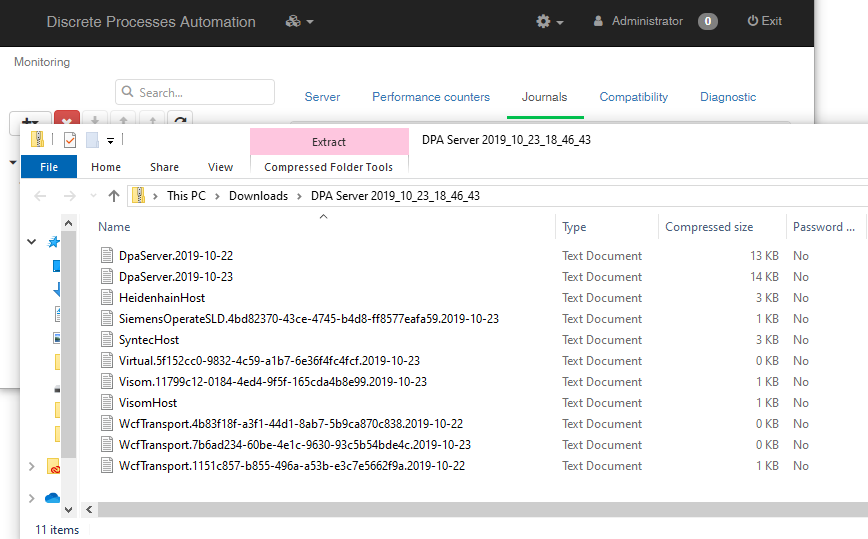 Discrete Processes Automation Administrator 0 Exit
Monitoring
Search...
Server Performance counters Journals Compatibility Diagnostic
Extract DPA Server 2019_10_23_18_46_43
File Home Share View Compressed Folder Tools
This PC > Downloads > DPA Server 2019_10_23_18_46_43
Name Type Compressed size Password ...
DpaServer.2019-10-22 Text Document 13 KB No
DpaServer.2019-10-23 Text Document 14 KB No
HeidenhainHost Text Document 3 KB No
SiemensOperateSLD.4bd82370-43ce-4745-b4d8-ff8577eafa59.2019-10-23 Text Document 1 KB No
SyntecHost Text Document 3 KB No
Virtual.5f152cc0-9832-4c59-a1b7-6e36f4fc4fcf.2019-10-23 Text Document 0 KB No
Visom.11799c12-0184-4ed4-9f5f-165cda4b8e99.2019-10-23 Text Document 1 KB No
VisomHost Text Document 1 KB No
WcfTransport.4b83f18f-a3f1-44d1-8ab7-5b9ca870c838.2019-10-22 Text Document 0 KB No
WcfTransport.7b6ad234-60be-4e1c-9630-93c5b54bde4c.2019-10-23 Text Document 0 KB No
WcfTransport.1151c857-b855-496a-a53b-e3c7e5662f9a.2019-10-22 Text Document 1 KB No
11 items